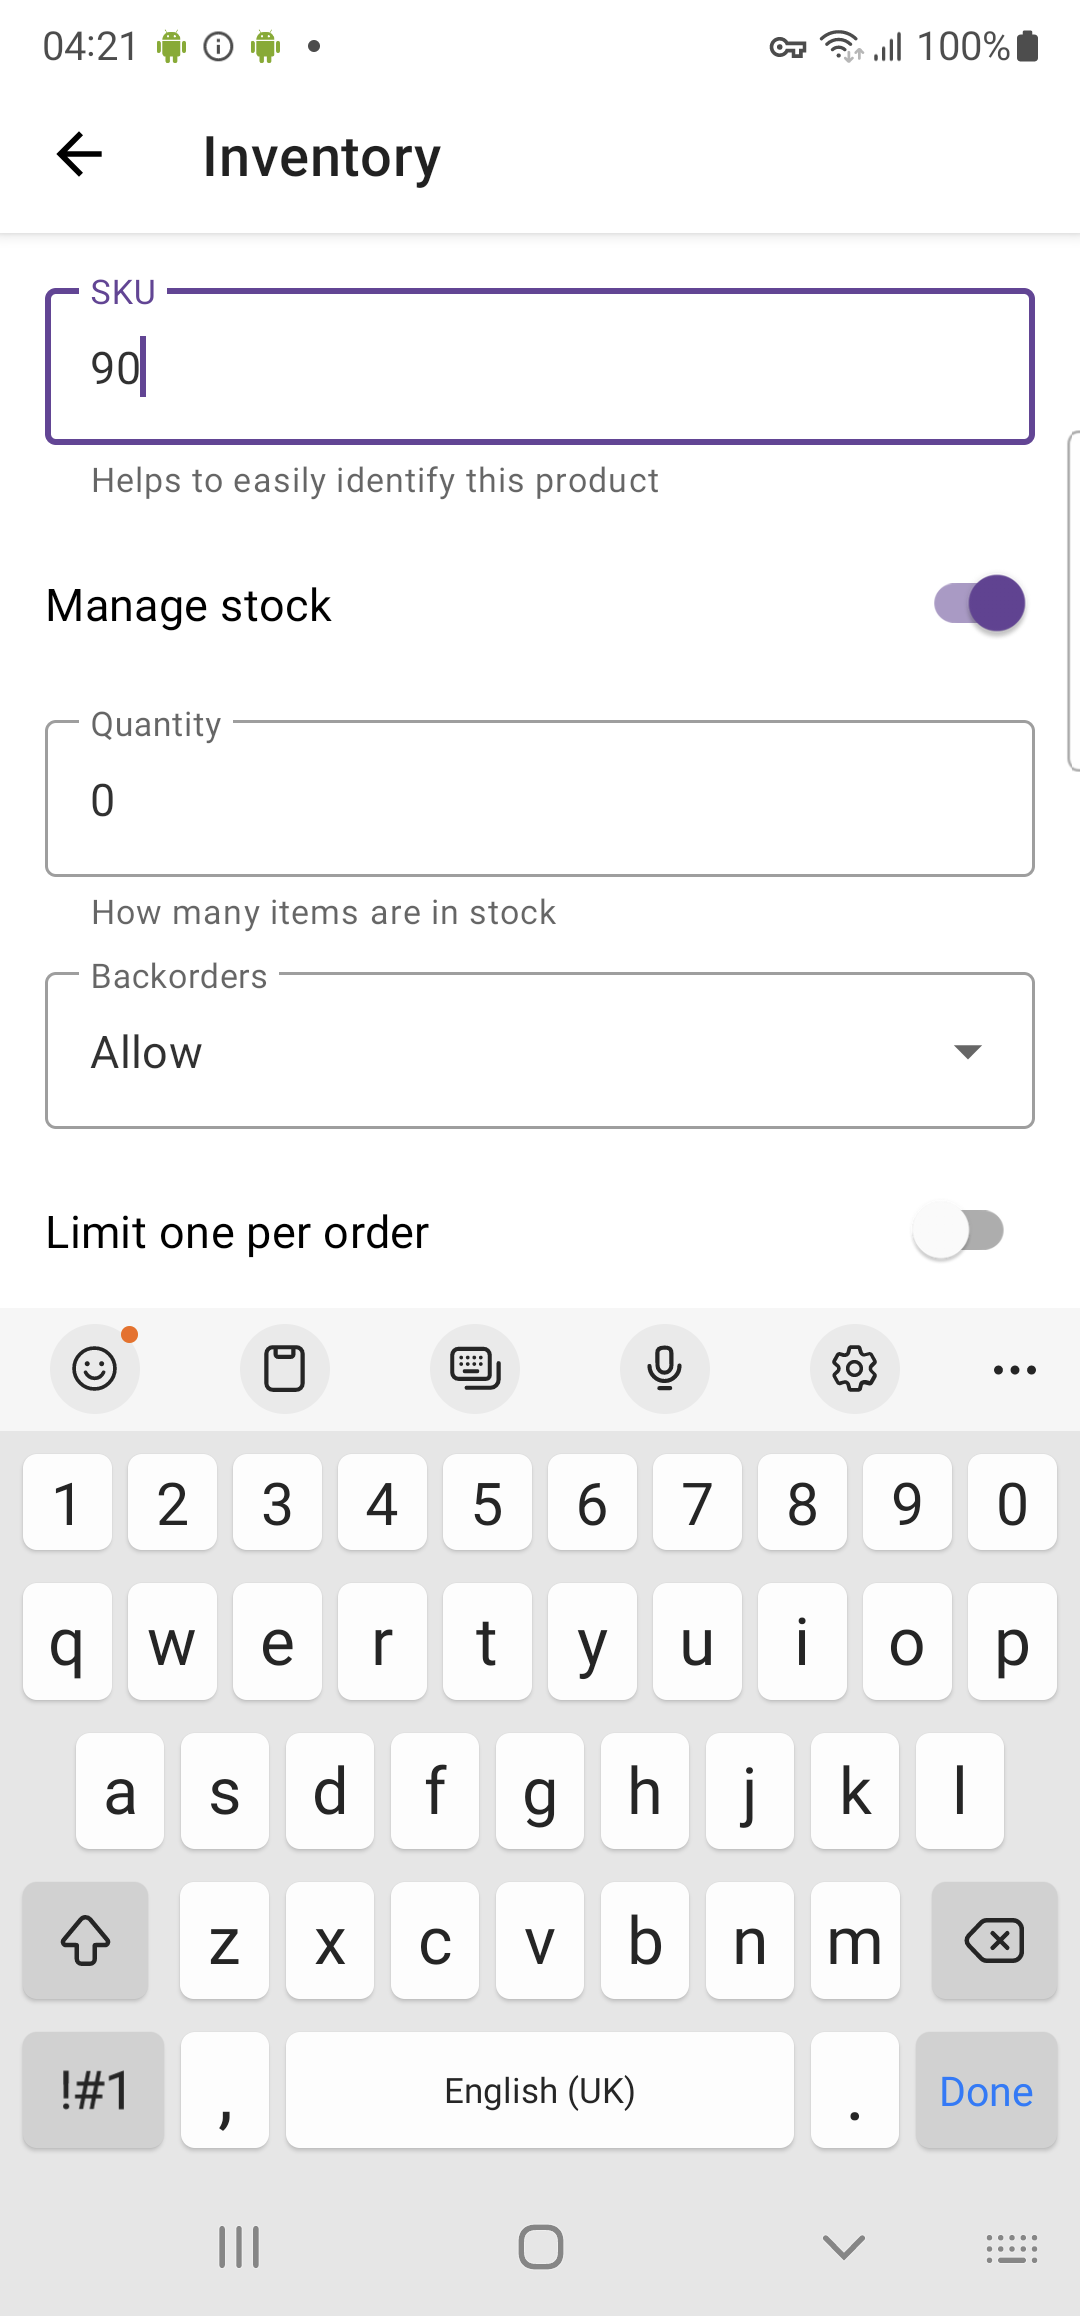 04:21 100%
Inventory
SKU
90
Helps to easily identify this product
Manage stock
Quantity
0
How many items are in stock
Backorders
Allow
Limit one per order
1 2 3 4 5 6 7 8 9 0
q w e r t y u i o p
a s d f g h j k l
z x c v b n m
!#1 , English (UK) . Done